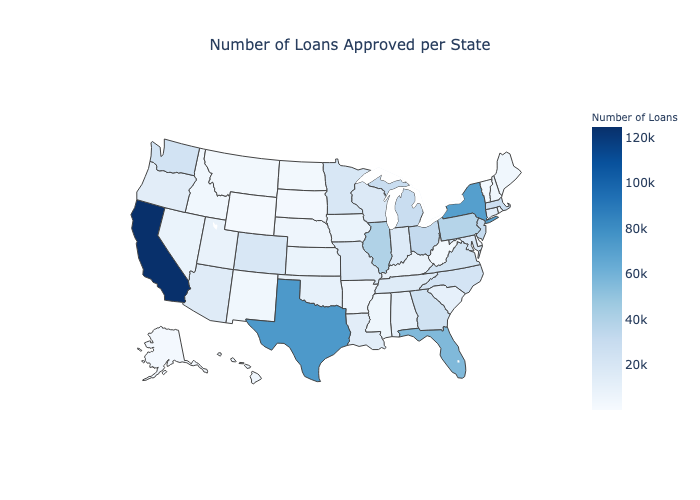 Number of Loans Approved per State
Number of Loans
120k
100k
80k
60k
40k
20k